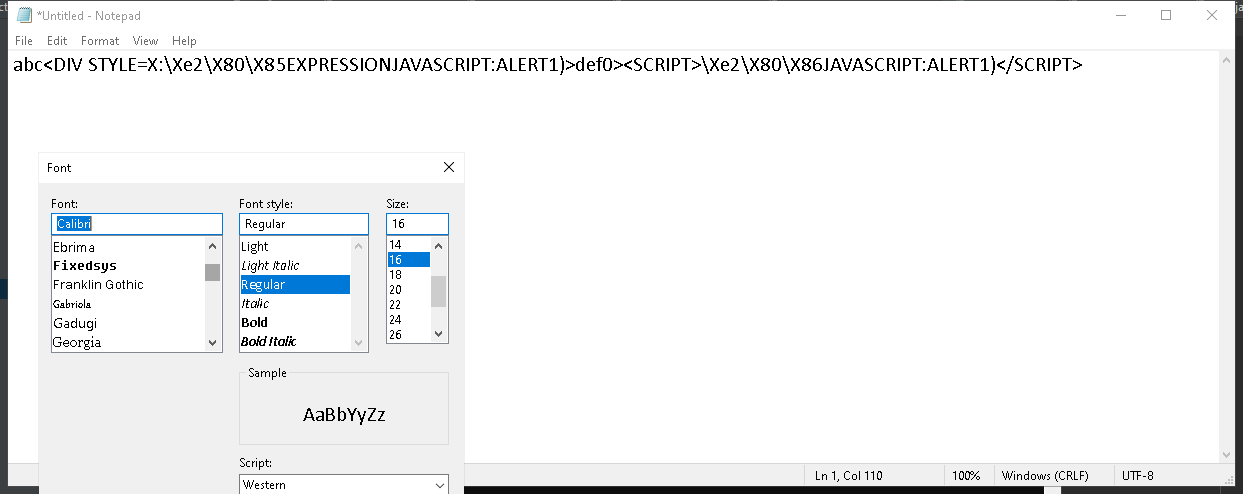 *Untitled - Notepad
File Edit Format View Help
abc<DIV STYLE=X:\Xe2\X80\X85EXPRESSIONJAVASCRIPT:ALERT1)>def0><SCRIPT>\Xe2\X80\X86JAVASCRIPT:ALERT1)</SCRIPT>
Font
Font: Font style: Size:
Calibri Regular 16
Ebrima
Fixedsys
Franklin Gothic
Gabriola
Gadugi
Georgia
Light
Light Italic
Regular
Italic
Bold
Bold Italic
14
16
18
20
22
24
26
Sample
AaBbYyZz
Script:
Western
Ln 1, Col 110 100% Windows (CRLF) UTF-8